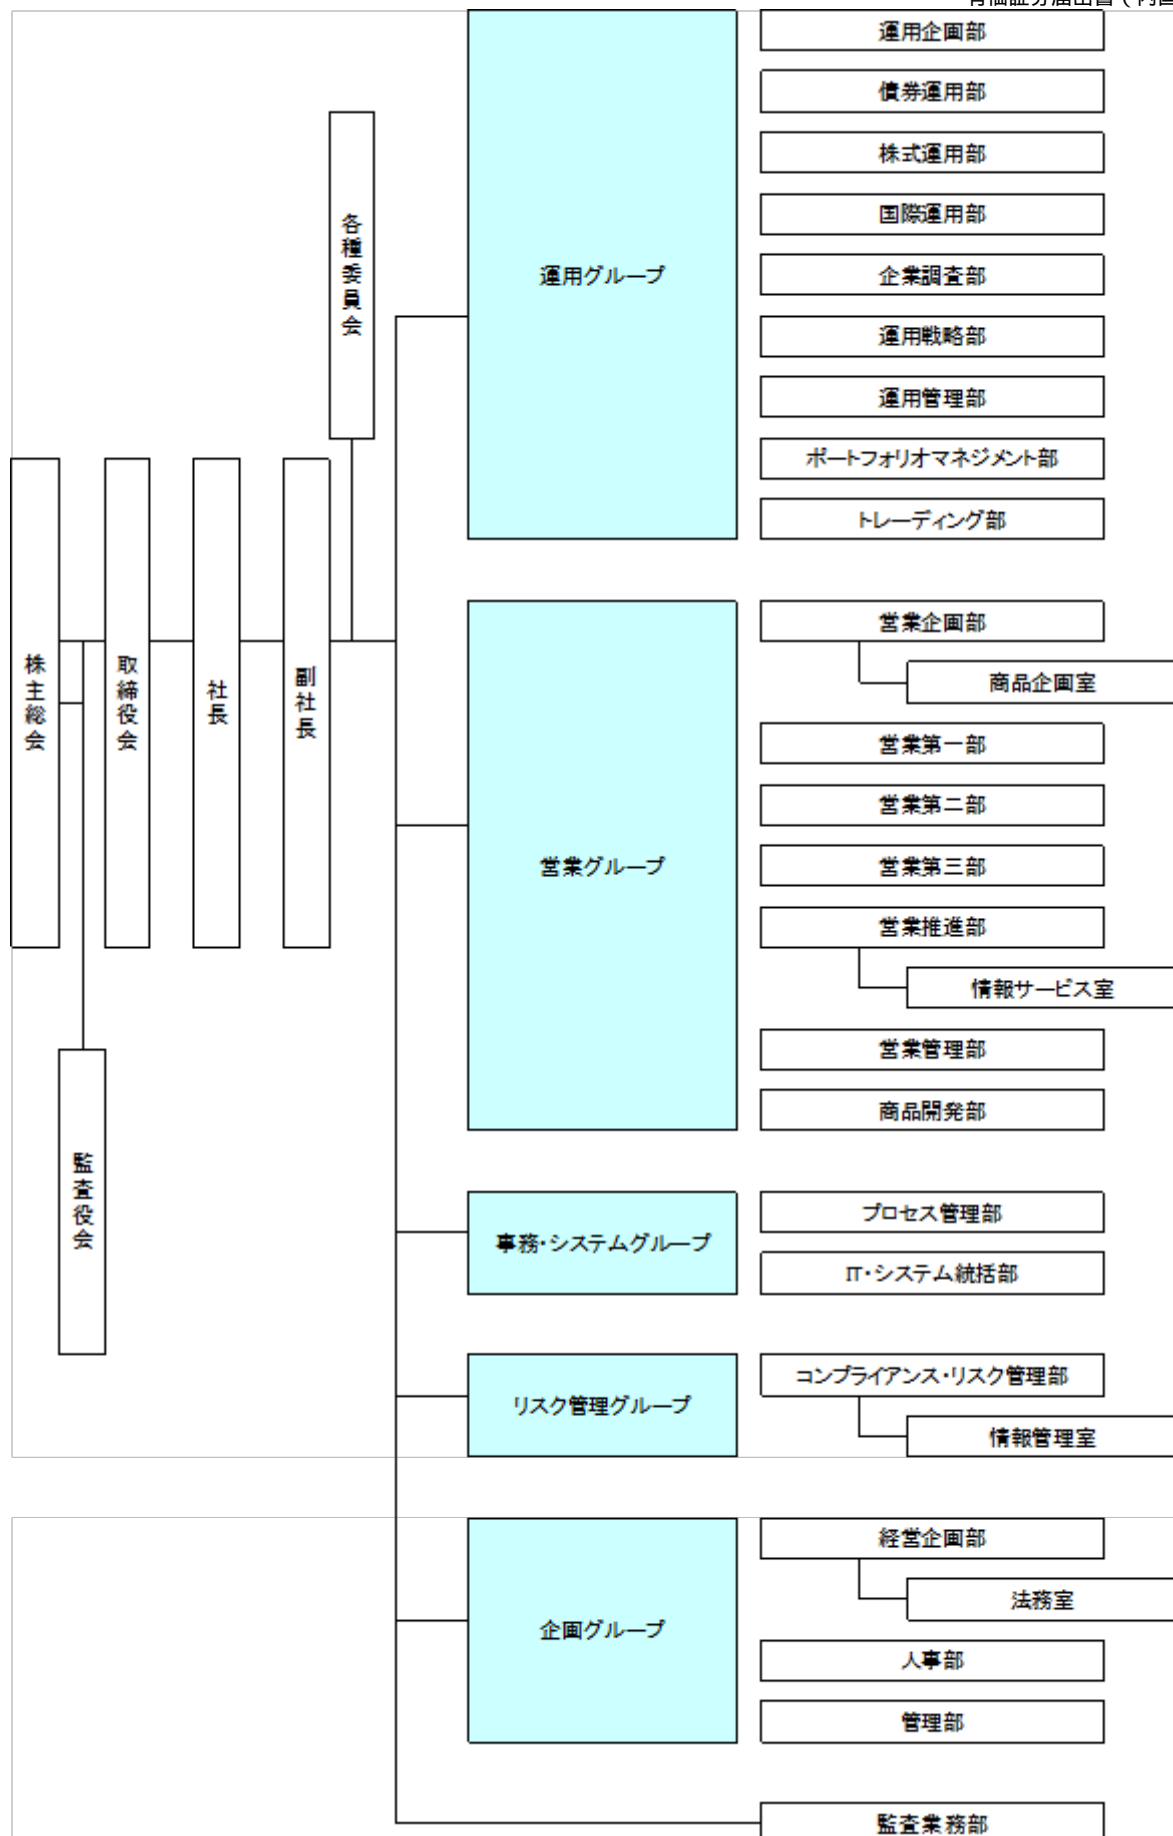 運用企画部
債券運用部
株式運用部
国際運用部
企業調査部
運用戦略部
運用管理部
ポートフォリオマネジメント部
トレーディング部
運用グループ
各種委員会
株主総会
取締役会
社長
副社長
監査役会
営業グループ
営業企画部
商品企画室
営業第一部
営業第二部
営業第三部
営業推進部
情報サービス室
営業管理部
商品開発部
事務・システムグループ
プロセス管理部
IT・システム統括部
リスク管理グループ
コンプライアンス・リスク管理部
情報管理室
企画グループ
経営企画部
法務室
人事部
管理部
監査業務部